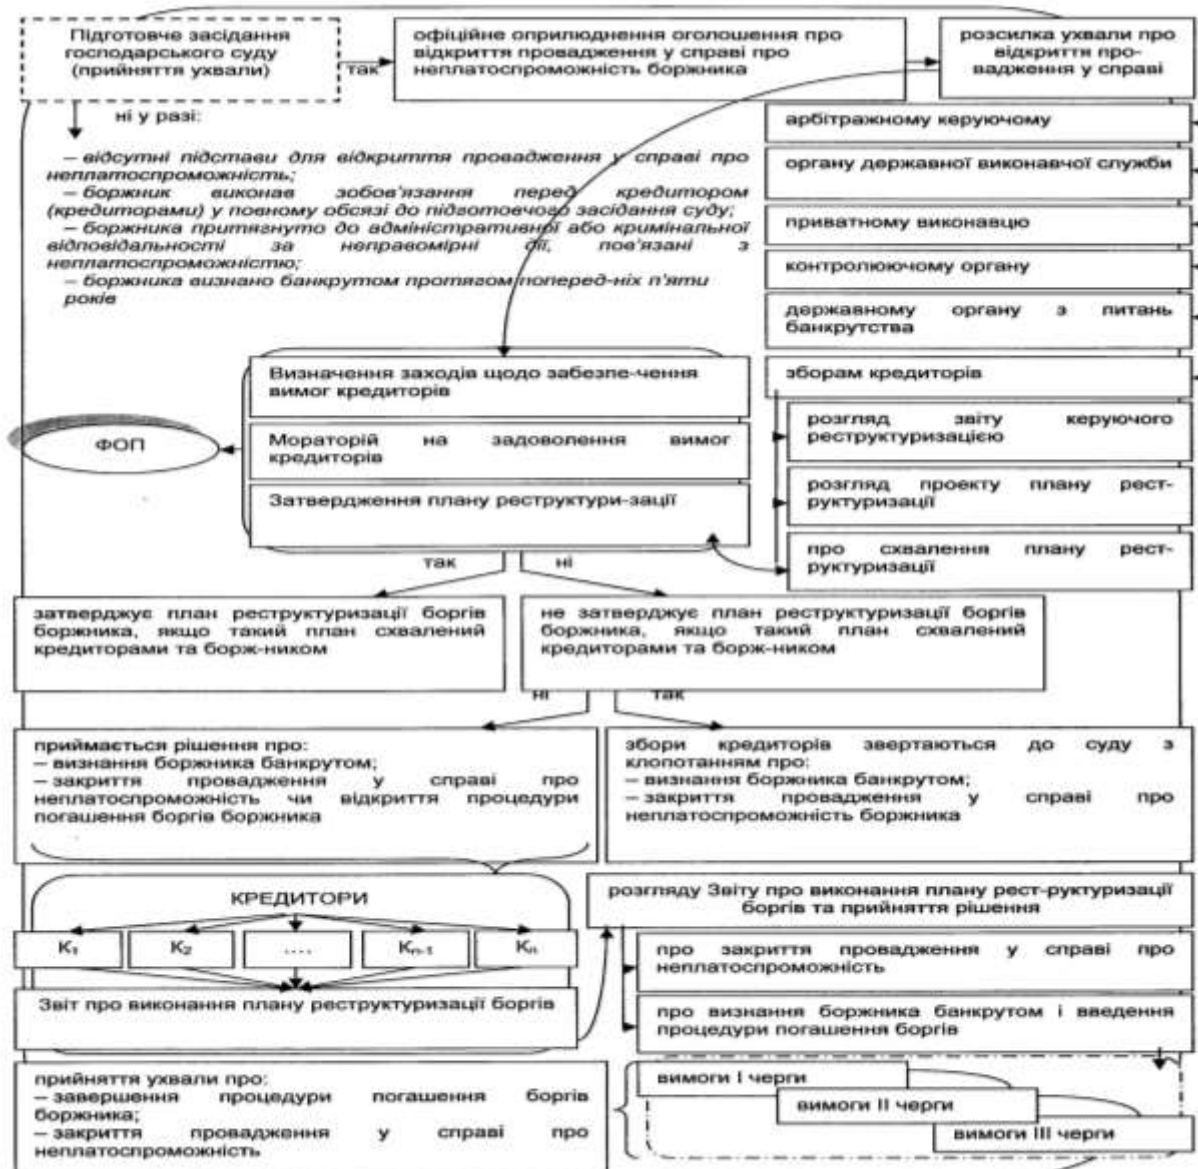 Підготовче засідання
господарського суду
(прийняття ухвали)
так
офіційне оприлюднення оголошення про
відкриття провадження у справі про
неплатоспроможність боржника
розсилка ухвали про
відкриття про-
вадження у справі
ні у разі:
– відсутні підстави для відкриття провадження у справі про
неплатоспроможність;
– боржник виконав зобов'язання перед кредитором
(кредиторами) у повному обсязі до підготовчого засідання суду;
– боржника притягнуто до адміністративної або кримінальної
відповідальності за неправомірні дії, пов'язані з
неплатоспроможністю;
– боржника визнано банкрутом протягом поперед-ніх п'яти
років
арбітражному керуючому
органу державної виконавчої служби
приватному виконавцю
контролюючому органу
державному органу з питань
банкрутства
зборам кредиторів
розгляд звіту керуючого
реструктуризацією
розгляд проекту плану рест-
руктуризації
про схвалення плану рест-
руктуризації
Визначення заходів щодо забезпе-чення
вимог кредиторів
ФОП
Мораторій на задоволення вимог
кредиторів
Затвердження плану реструктури-зації
так
ні
затверджує план реструктуризації боргів
боржника, якщо такий план схвалений
кредиторами та борж-ником
не затверджує план реструктуризації боргів
боржника, якщо такий план схвалений
кредиторами та борж-ником
ні
так
приймається рішення про:
– визнання боржника банкрутом;
– закриття провадження у справі про
неплатоспроможність чи відкриття процедури
погашення боргів боржника
збори кредиторів звертаються до суду з
клопотанням про:
– визнання боржника банкрутом;
– закриття провадження у справі про
неплатоспроможність боржника
КРЕДИТОРИ
К₁
К₂
....
Кₙ₋₁
Кₙ
Звіт про виконання плану реструктуризації боргів
розгляду Звіту про виконання плану рест-руктуризації
боргів та прийняття рішення
про закриття провадження у справі про
неплатоспроможність
про визнання боржника банкрутом і введення
процедури погашення боргів
прийняття ухвали про:
– завершення процедури погашення боргів
боржника;
– закриття провадження у справі про
неплатоспроможність
вимоги І черги
вимоги ІІ черги
вимоги ІІІ черги